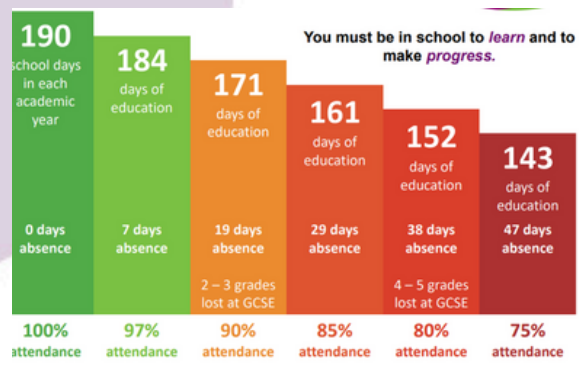 You must be in school to learn and to
make progress.
190
school days
in each
academic
year
0 days
absence
100%
attendance
184
days of
education
7 days
absence
97%
attendance
171
days of
education
19 days
absence
2 – 3 grades
lost at GCSE
90%
attendance
161
days of
education
29 days
absence
85%
attendance
152
days of
education
38 days
absence
4 – 5 grades
lost at GCSE
80%
attendance
143
days of
education
47 days
absence
75%
attendance